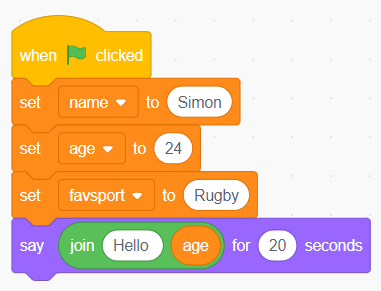 when clicked
set name to Simon
set age to 24
set favsport to Rugby
say join Hello age for 20 seconds